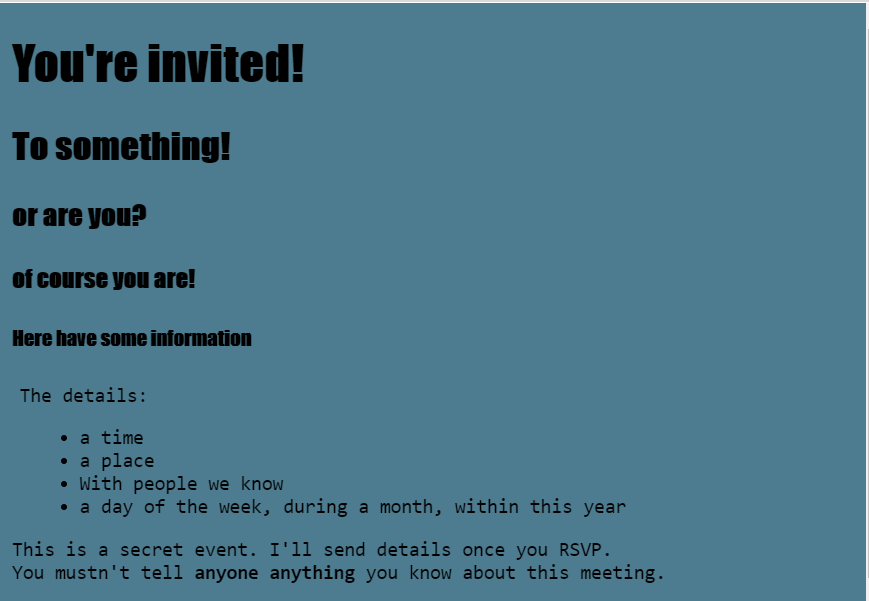 You're invited!
To something!
or are you?
of course you are!
Here have some information
The details:
• a time
• a place
• With people we know
• a day of the week, during a month, within this year
This is a secret event. I'll send details once you RSVP.
You mustn't tell anyone anything you know about this meeting.